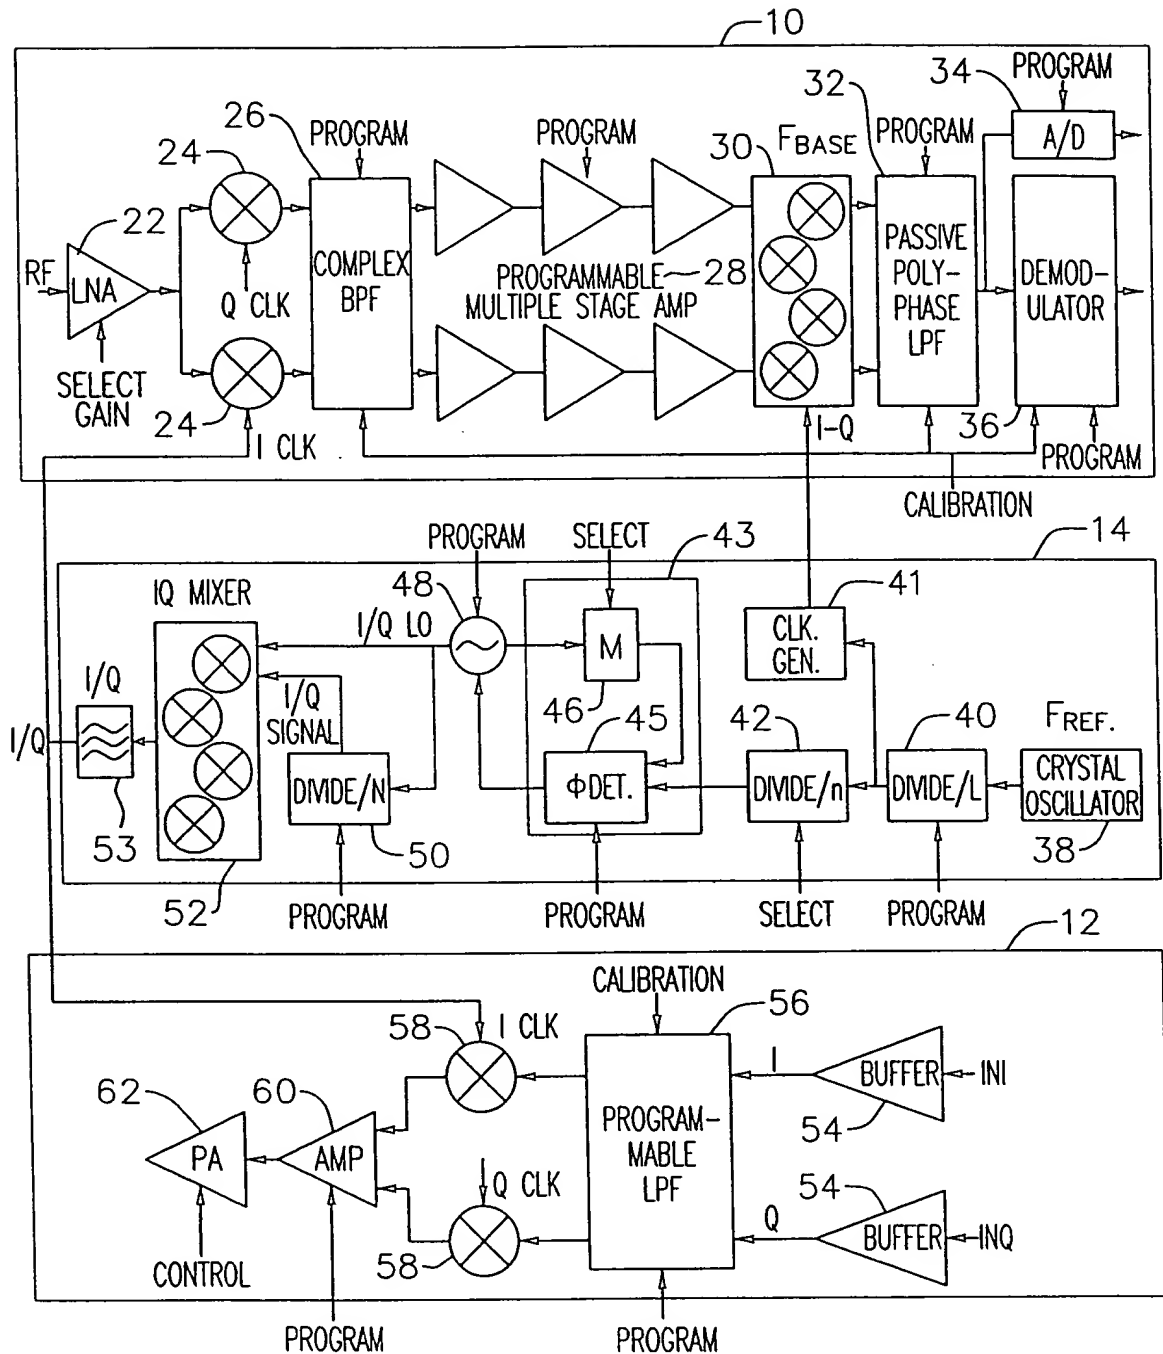 10
PROGRAM
34
A/D
32
PROGRAM
FBASE
30
PROGRAM
PROGRAM
26
24
22
RF
LNA
Q CLK
COMPLEX
BPF
PROGRAMMABLE
MULTIPLE STAGE AMP
28
PASSIVE
POLY-
PHASE
LPF
DEMOD-
ULATOR
SELECT
GAIN
24
I CLK
I-Q
36
PROGRAM
CALIBRATION
14
PROGRAM
SELECT
43
IQ MIXER
48
I/Q LO
M
46
CLK.
GEN.
41
I/Q
I/Q
I/Q
SIGNAL
45
42
40
FREF.
DIVIDE/N
ΦDET.
DIVIDE/n
DIVIDE/L
CRYSTAL
OSCILLATOR
53
50
38
52
PROGRAM
PROGRAM
SELECT
PROGRAM
12
CALIBRATION
56
58
I CLK
I
BUFFER
INI
54
62
60
PA
AMP
PROGRAM-
MABLE
LPF
Q CLK
54
Q
BUFFER
INQ
58
CONTROL
PROGRAM
PROGRAM